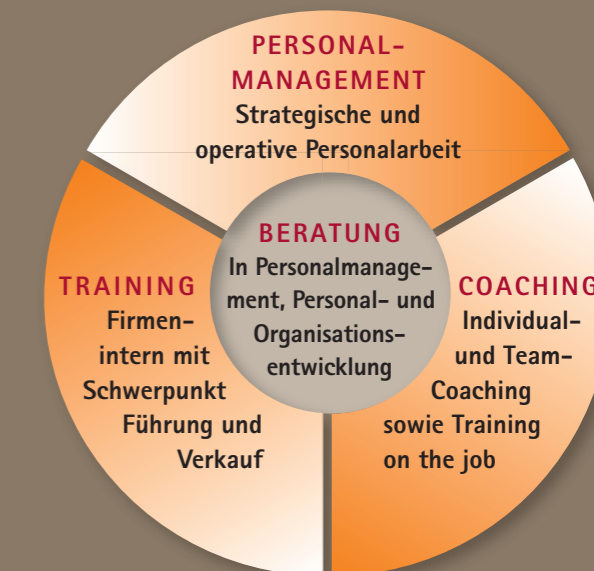 PERSONAL-
MANAGEMENT
Strategische und
operative Personalarbeit
BERATUNG
In Personalmanage-
ment, Personal- und
Organisations-
entwicklung
TRAINING
Firmen-
intern mit
Schwerpunkt
Führung und
Verkauf
COACHING
Individual-
und Team-
Coaching
sowie Training
on the job